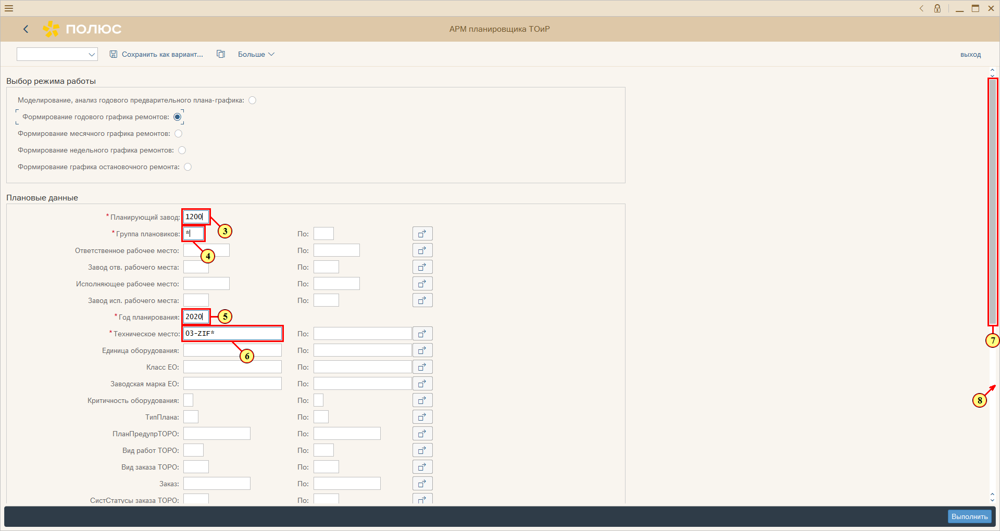 ПОЛЮС
АРМ планировщика ТОиР
Сохранить как вариант...
Больше
выход
Выбор режима работы
Моделирование, анализ годового предварительного плана-графика:
Формирование годового графика ремонтов:
Формирование месячного графика ремонтов:
Формирование недельного графика ремонтов:
Формирование графика остановочного ремонта:
Плановые данные
* Планирующий завод: 1200
3
* Группа плановиков: * По:
Ответственное рабочее место: По:
4
Завод отв. рабочего места: По:
Исполняющее рабочее место: По:
Завод исп. рабочего места: По:
* Год планирования: 2020 5
* Техническое место: 03-ZIF* По:
7
Единица оборудования: По:
6
Класс ЕО: По:
Заводская марка ЕО: По:
Критичность оборудования: По:
8
ТипПлана: По:
ПланПредупрТОРО: По:
Вид работ ТОРО: По:
Вид заказа ТОРО: По:
Заказ: По:
СистСтатусы заказа ТОРО: По:
Выполнить